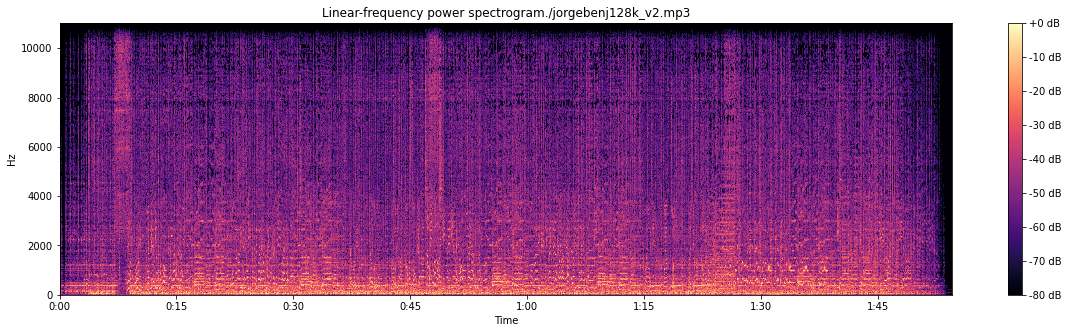 Linear-frequency power spectrogram./jorgebenj128k_v2.mp3
10000
8000
6000
4000
2000
0
Hz
0:00 0:15 0:30 0:45 1:00 1:15 1:30 1:45
Time
+0 dB
-10 dB
-20 dB
-30 dB
-40 dB
-50 dB
-60 dB
-70 dB
-80 dB